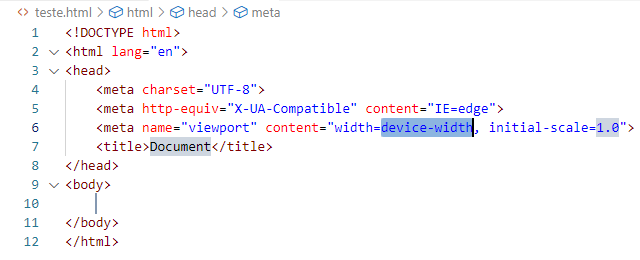 teste.html > html > head > meta
1 <!DOCTYPE html>
2 <html lang="en">
3 <head>
4     <meta charset="UTF-8">
5     <meta http-equiv="X-UA-Compatible" content="IE=edge">
6     <meta name="viewport" content="width=device-width, initial-scale=1.0">
7     <title>Document</title>
8 </head>
9 <body>
10
11 </body>
12 </html>